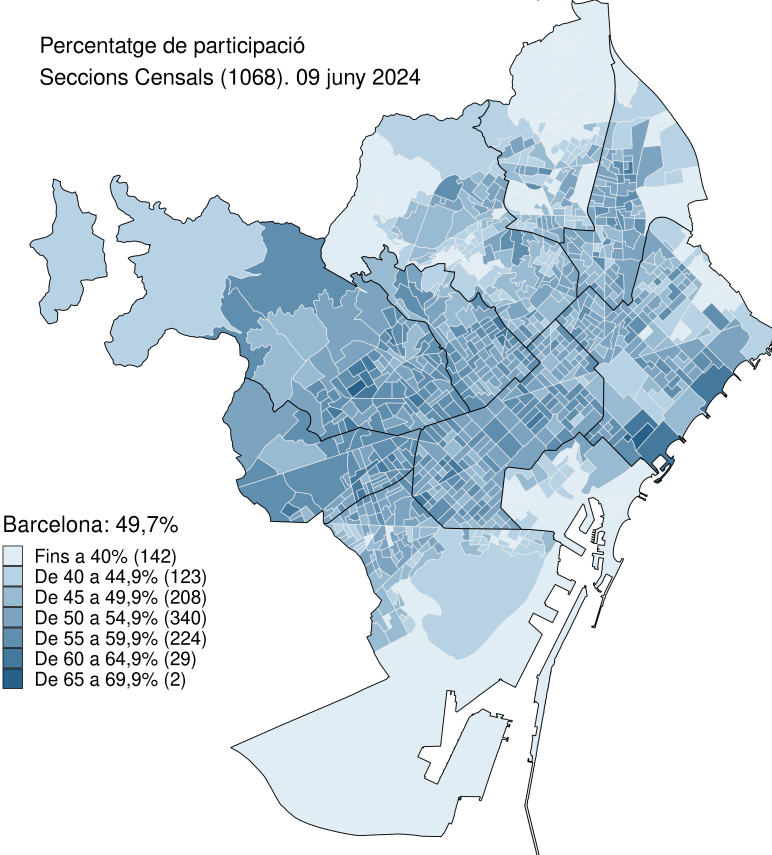 Percentatge de participació
Seccions Censals (1068). 09 juny 2024
Barcelona: 49,7%
Fins a 40% (142)
De 40 a 44,9% (123)
De 45 a 49,9% (208)
De 50 a 54,9% (340)
De 55 a 59,9% (224)
De 60 a 64,9% (29)
De 65 a 69,9% (2)